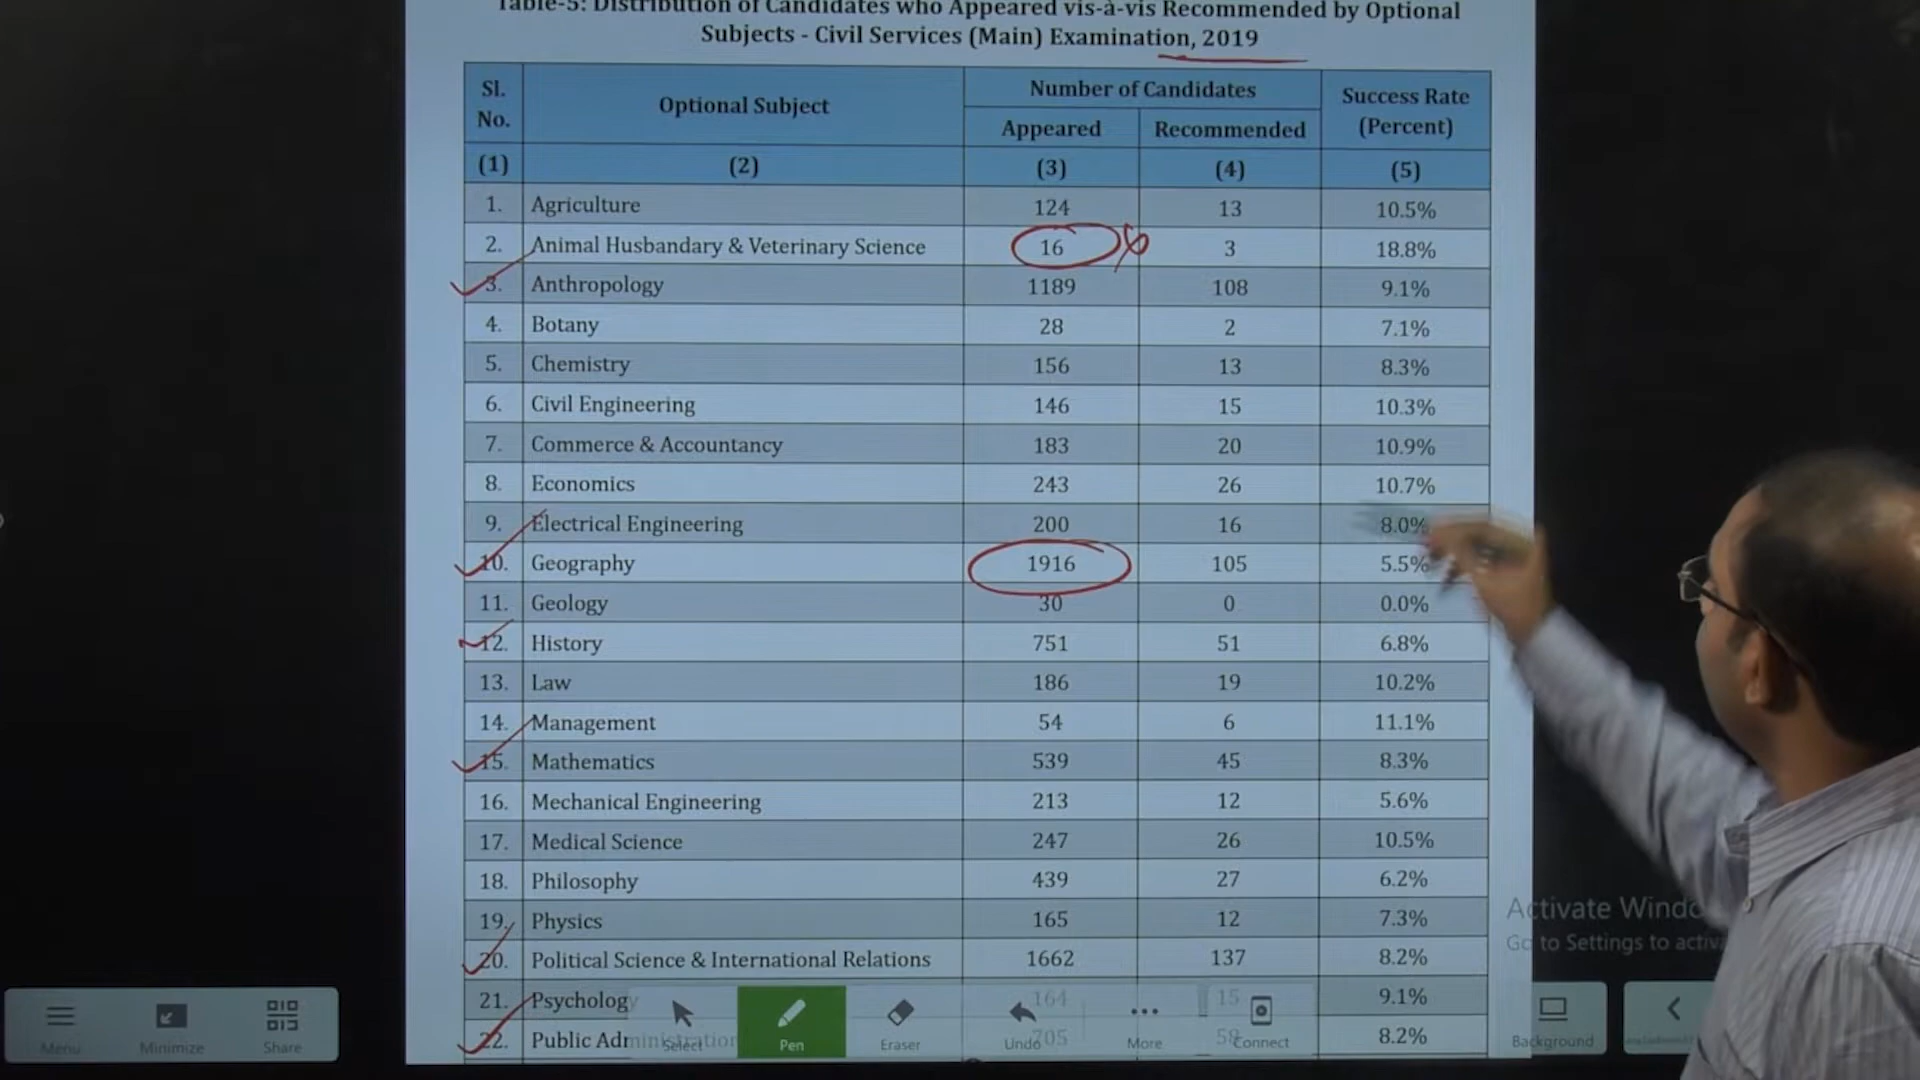 Table-5: Distribution of Candidates who Appeared vis-à-vis Recommended by Optional
Subjects - Civil Services (Main) Examination, 2019
Sl. No. Optional Subject Number of Candidates Success Rate (Percent)
Appeared Recommended
(1) (2) (3) (4) (5)
1. Agriculture 124 13 10.5%
2. Animal Husbandary & Veterinary Science 16 3 18.8%
3. Anthropology 1189 108 9.1%
4. Botany 28 2 7.1%
5. Chemistry 156 13 8.3%
6. Civil Engineering 146 15 10.3%
7. Commerce & Accountancy 183 20 10.9%
8. Economics 243 26 10.7%
9. Electrical Engineering 200 16 8.0%
10. Geography 1916 105 5.5%
11. Geology 30 0 0.0%
12. History 751 51 6.8%
13. Law 186 19 10.2%
14. Management 54 6 11.1%
15. Mathematics 539 45 8.3%
16. Mechanical Engineering 213 12 5.6%
17. Medical Science 247 26 10.5%
18. Philosophy 439 27 6.2%
19. Physics 165 12 7.3%
20. Political Science & International Relations 1662 137 8.2%
21. Psychology 164 15 9.1%
22. Public Administration 705 58 8.2%
Activate Windo
Go to Settings to activa
Menu Minimize Share Select Pen Eraser Undo More Connect Background